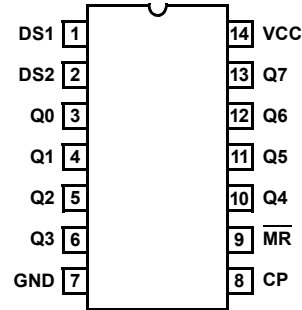 DS1 1 14 VCC
DS2 2 13 Q7
Q0 3 12 Q6
Q1 4 11 Q5
Q2 5 10 Q4
Q3 6 9 M̅R̅
GND 7 8 CP